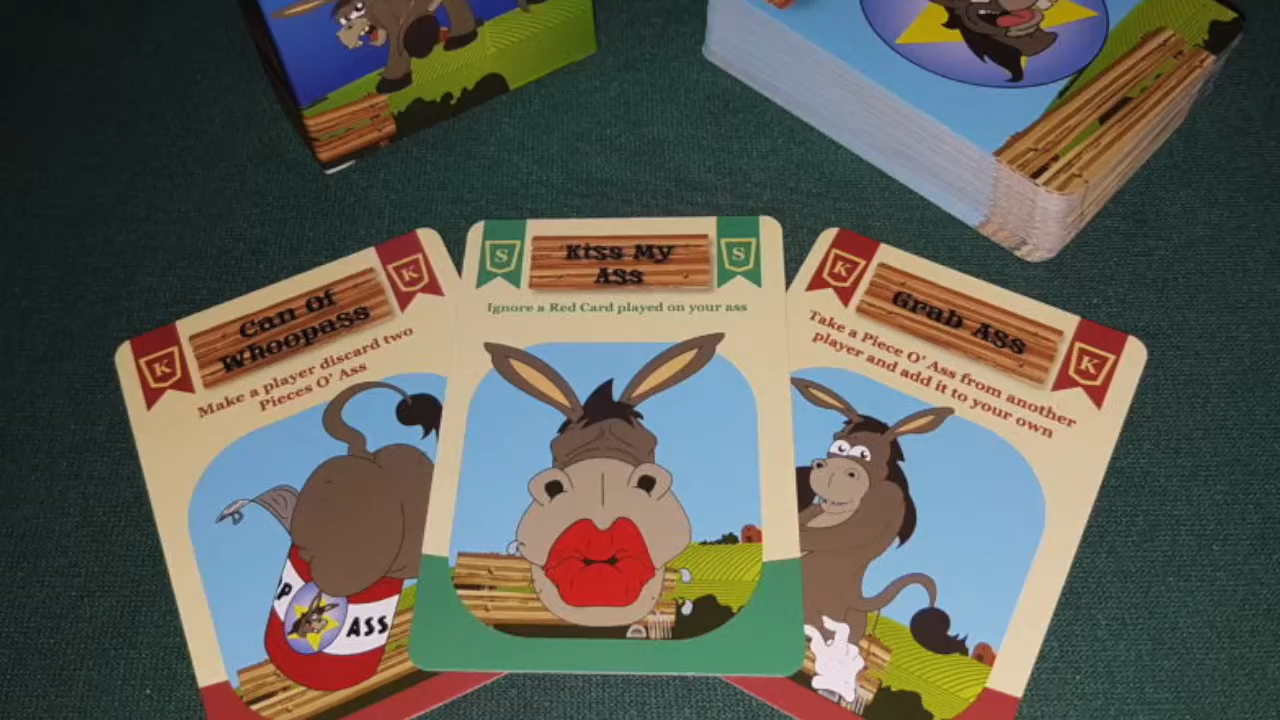 K
Can Of
Whoopass
K
Make a player discard two
Pieces O' Ass
P
ASS
S
Kiss My
Ass
S
Ignore a Red Card played on your ass
K
Grab Ass
K
Take a Piece O' Ass from another
player and add it to your own